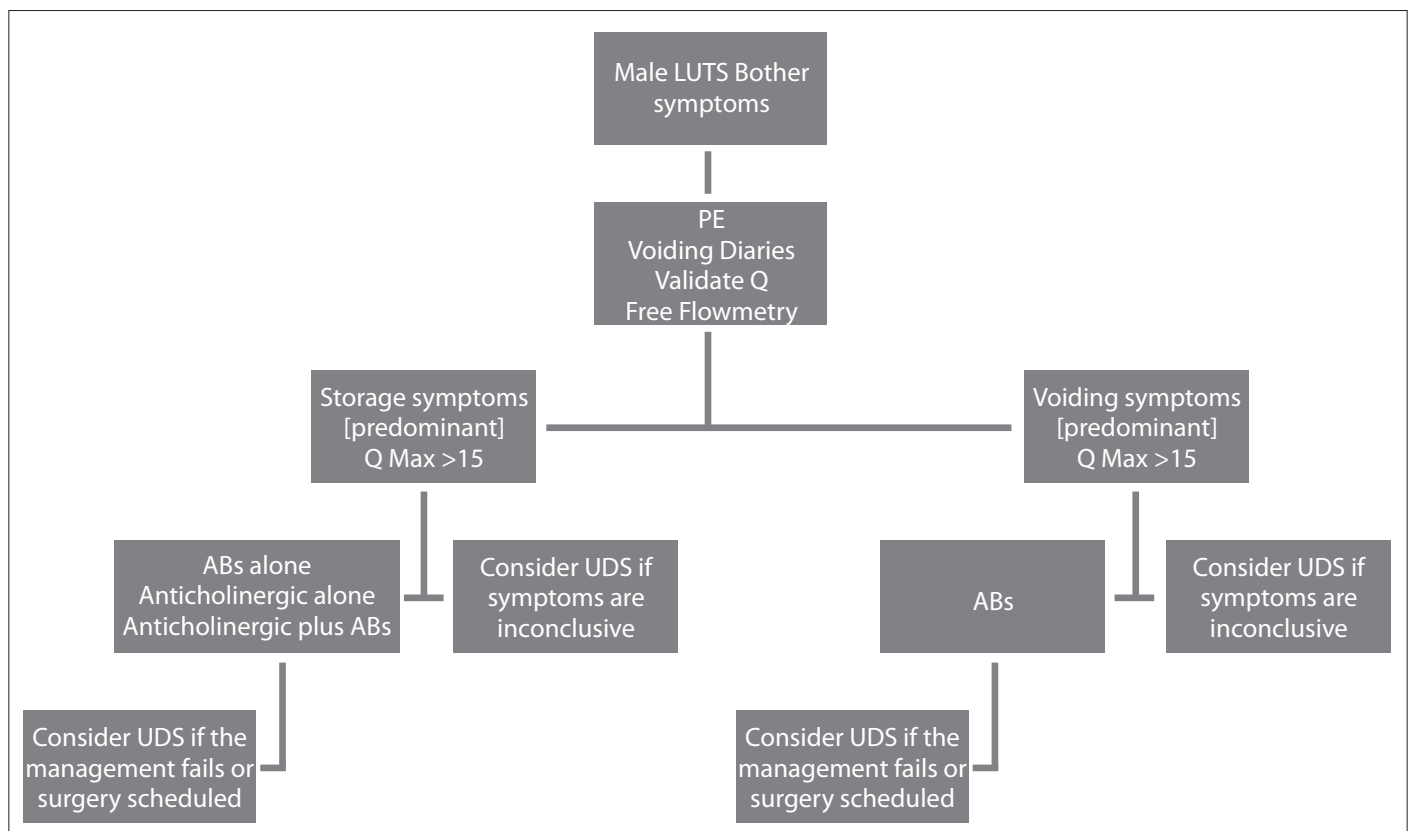 Male LUTS Bother
symptoms
PE
Voiding Diaries
Validate Q
Free Flowmetry
Storage symptoms
[predominant]
Q Max >15
Voiding symptoms
[predominant]
Q Max >15
ABs alone
Anticholinergic alone
Anticholinergic plus ABs
Consider UDS if
symptoms are
inconclusive
ABs
Consider UDS if
symptoms are
inconclusive
Consider UDS if the
management fails or
surgery scheduled
Consider UDS if the
management fails or
surgery scheduled